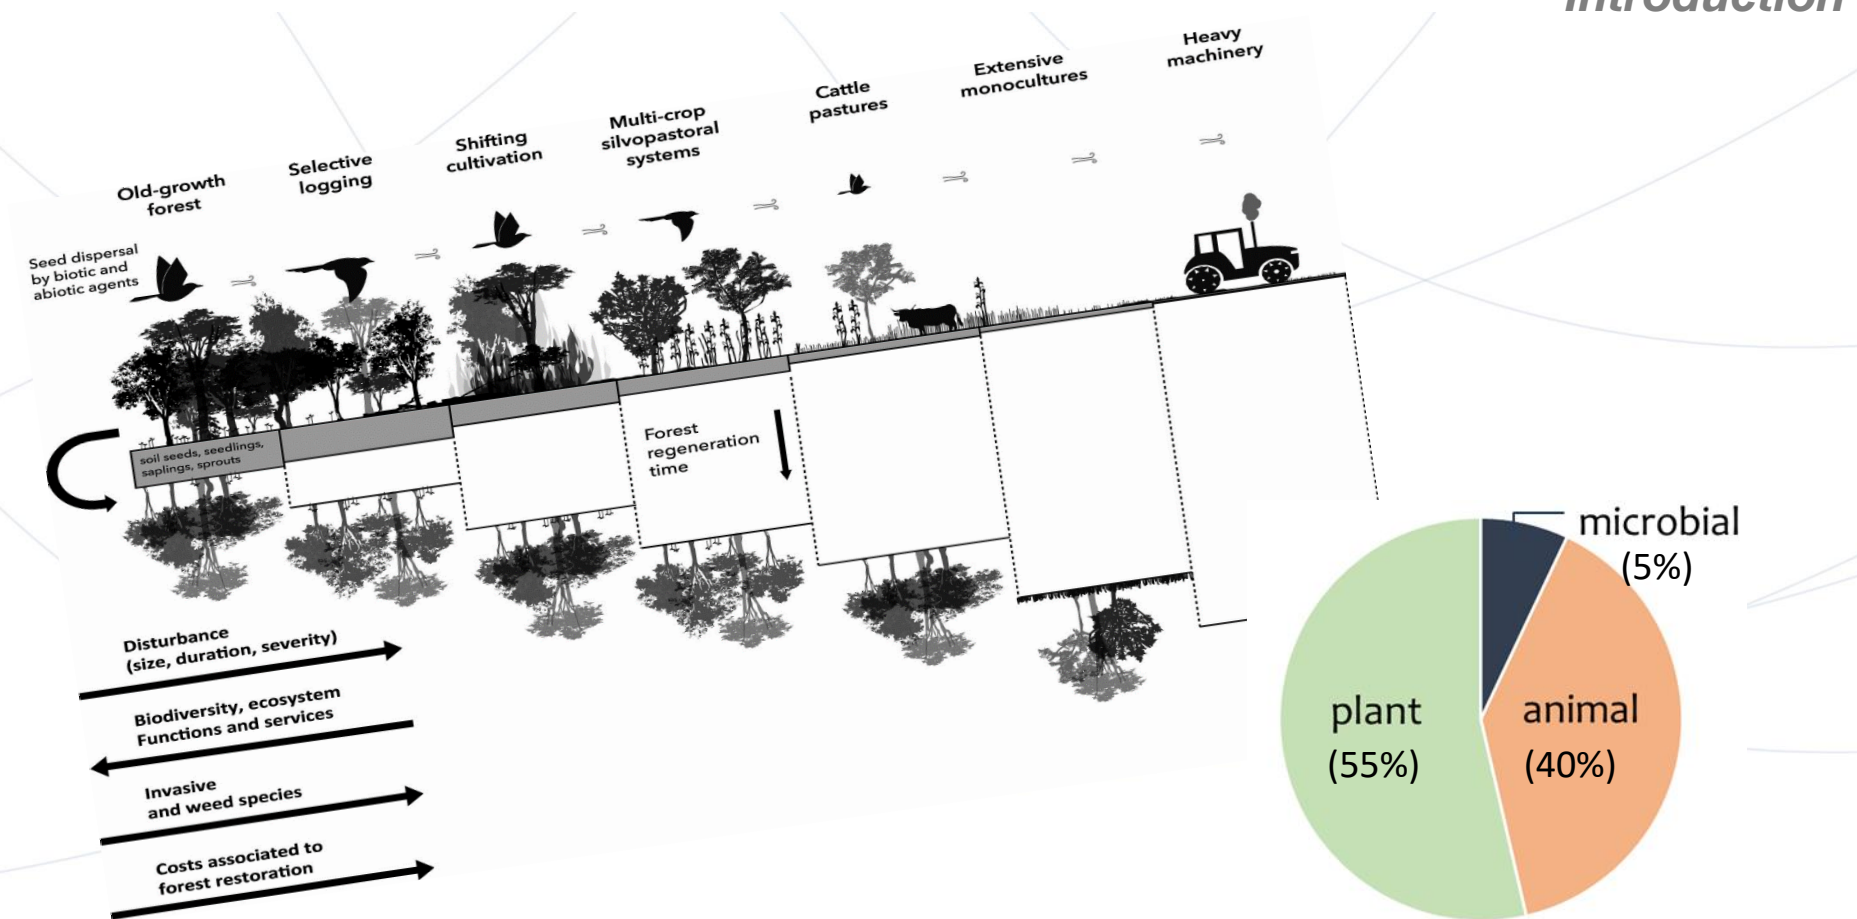 Introduction
Heavy
machinery
Extensive
monocultures
Cattle
pastures
Multi-crop
silvopastoral
systems
Shifting
cultivation
Selective
logging
Old-growth
forest
Seed dispersal
by biotic and
abiotic agents
soil seeds, seedlings,
saplings, sprouts
Forest
regeneration
time
Disturbance
(size, duration, severity)
Biodiversity, ecosystem
Functions and services
Invasive
and weed species
Costs associated to
forest restoration
microbial
(5%)
plant
(55%)
animal
(40%)